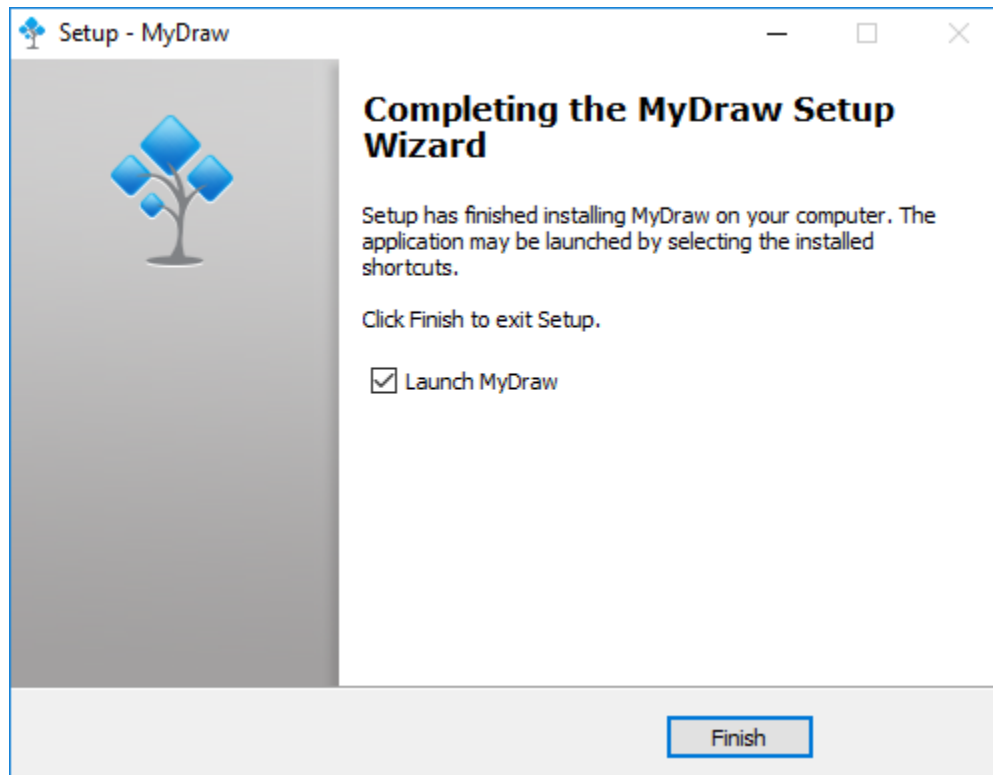 Setup - MyDraw
Completing the MyDraw Setup
Wizard
Setup has finished installing MyDraw on your computer. The
application may be launched by selecting the installed
shortcuts.
Click Finish to exit Setup.
Launch MyDraw
Finish